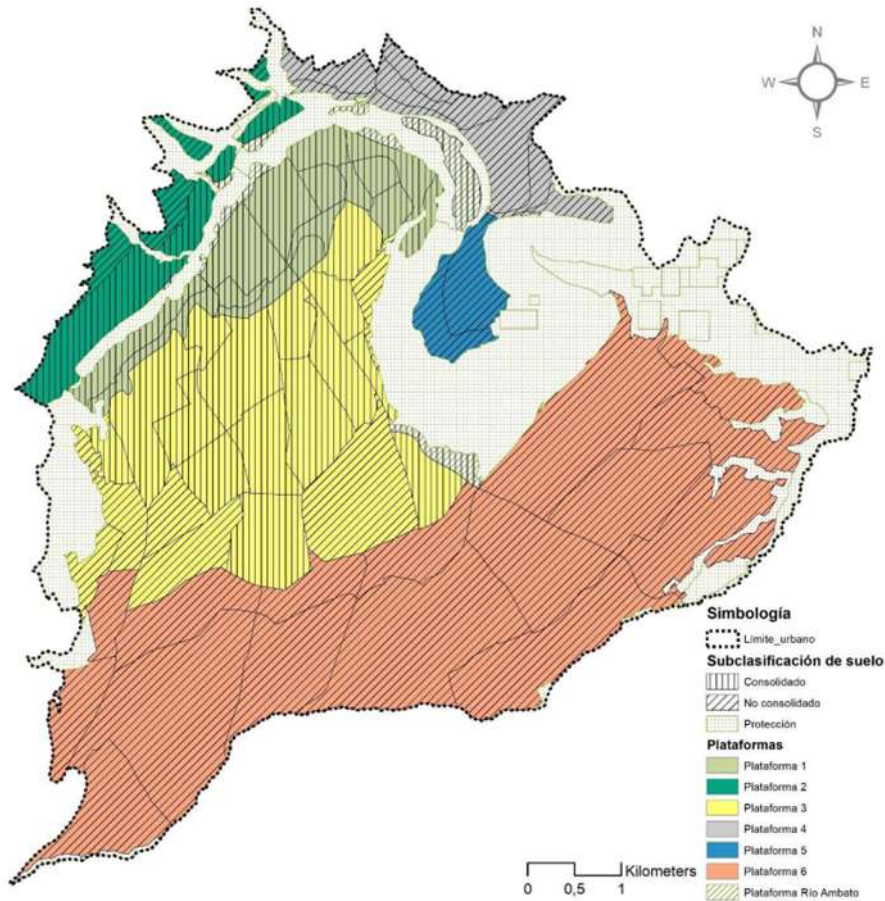 N
W E
S
Simbología
Límite_urbano
Subclasificación de suelo
Consolidado
No consolidado
Protección
Plataformas
Plataforma 1
Plataforma 2
Plataforma 3
Plataforma 4
Plataforma 5
Plataforma 6
Plataforma Río Ambato
Kilometers
0 0,5 1